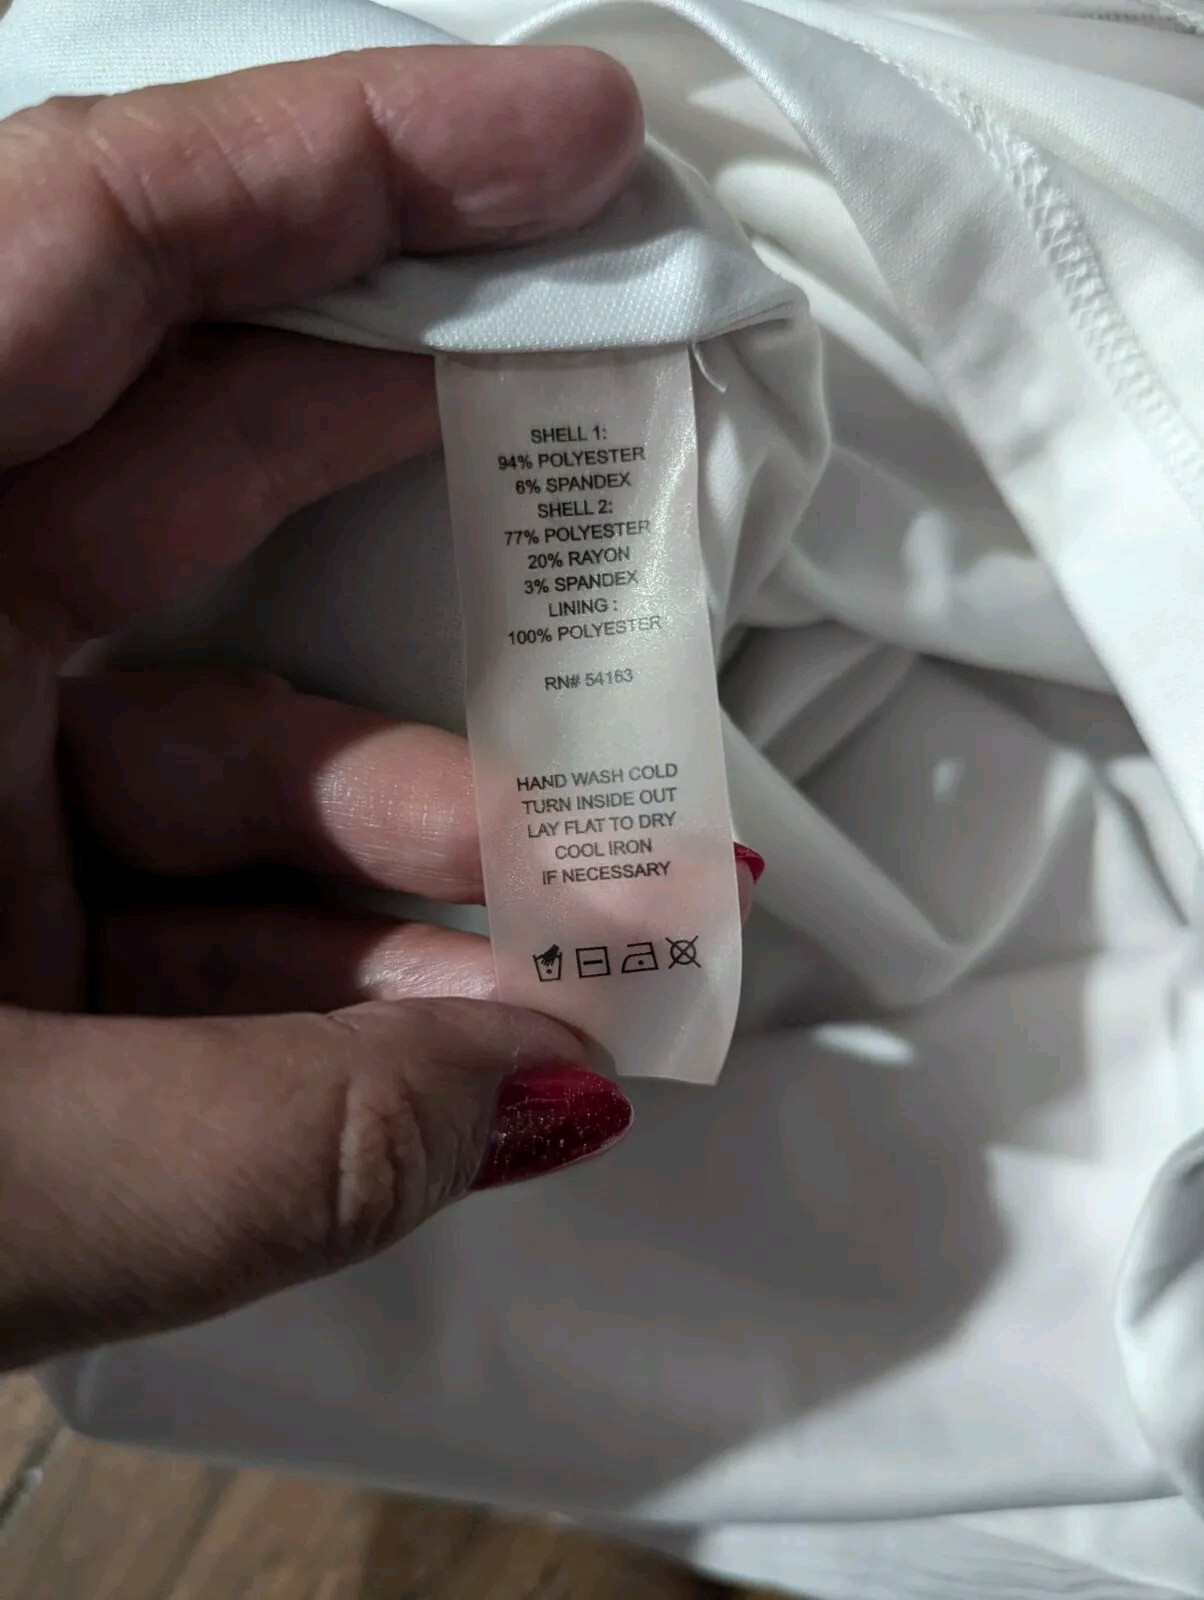 SHELL 1:
94% POLYESTER
6% SPANDEX
SHELL 2:
77% POLYESTER
20% RAYON
3% SPANDEX
LINING :
100% POLYESTER
RN# 54163
HAND WASH COLD
TURN INSIDE OUT
LAY FLAT TO DRY
COOL IRON
IF NECESSARY